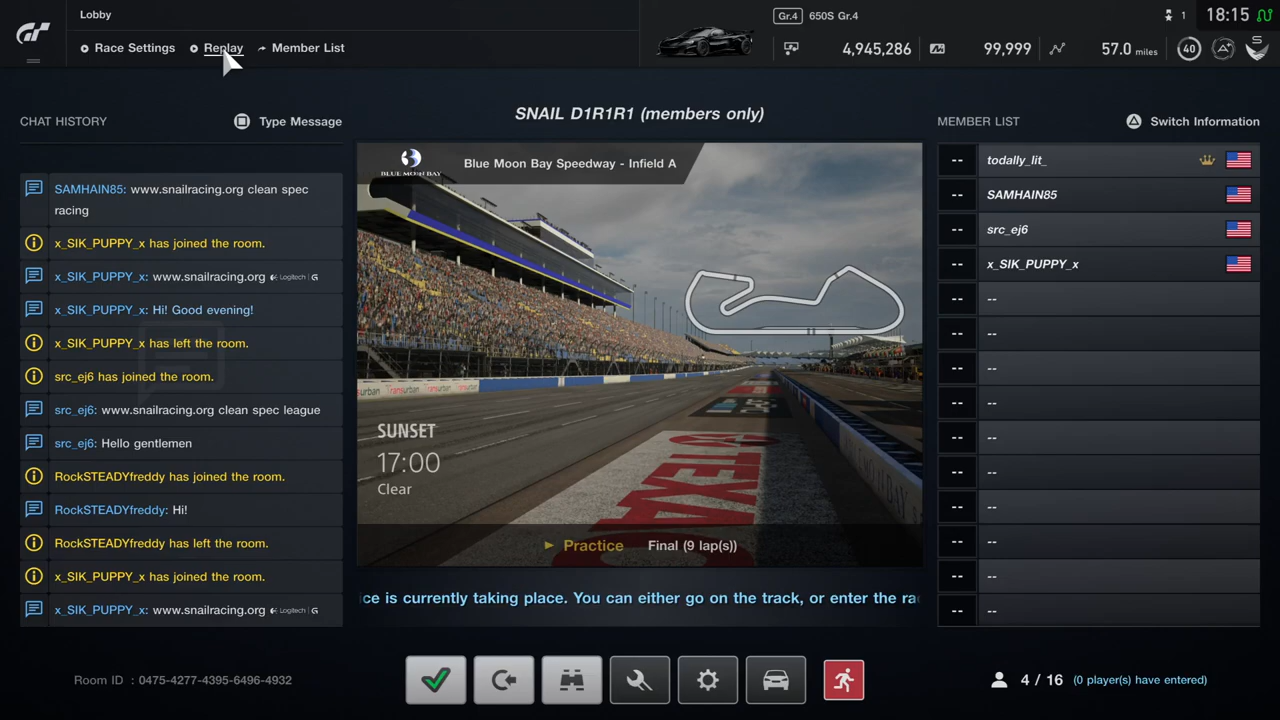 Lobby
Gr.4 650S Gr.4
1 18:15
Race Settings Replay Member List
4,945,286 99,999 57.0 miles 40 A+ S
CHAT HISTORY Type Message
SNAIL D1R1R1 (members only)
MEMBER LIST Switch Information
BLUE MOON BAY
Blue Moon Bay Speedway - Infield A
SAMHAIN85: www.snailracing.org clean spec
racing
x_SIK_PUPPY_x has joined the room.
x_SIK_PUPPY_x: www.snailracing.org Logitech G
x_SIK_PUPPY_x: Hi! Good evening!
x_SIK_PUPPY_x has left the room.
src_ej6 has joined the room.
src_ej6: www.snailracing.org clean spec league
src_ej6: Hello gentlemen
RockSTEADYfreddy has joined the room.
RockSTEADYfreddy: Hi!
RockSTEADYfreddy has left the room.
x_SIK_PUPPY_x has joined the room.
x_SIK_PUPPY_x: www.snailracing.org Logitech G
SUNSET
17:00
Clear
Practice Final (9 lap(s))
ice is currently taking place. You can either go on the track, or enter the ra
-- todally_lit_
-- SAMHAIN85
-- src_ej6
-- x_SIK_PUPPY_x
-- --
-- --
-- --
-- --
-- --
-- --
-- --
-- --
-- --
-- --
Room ID : 0475-4277-4395-6496-4932
4 / 16 (0 player(s) have entered)